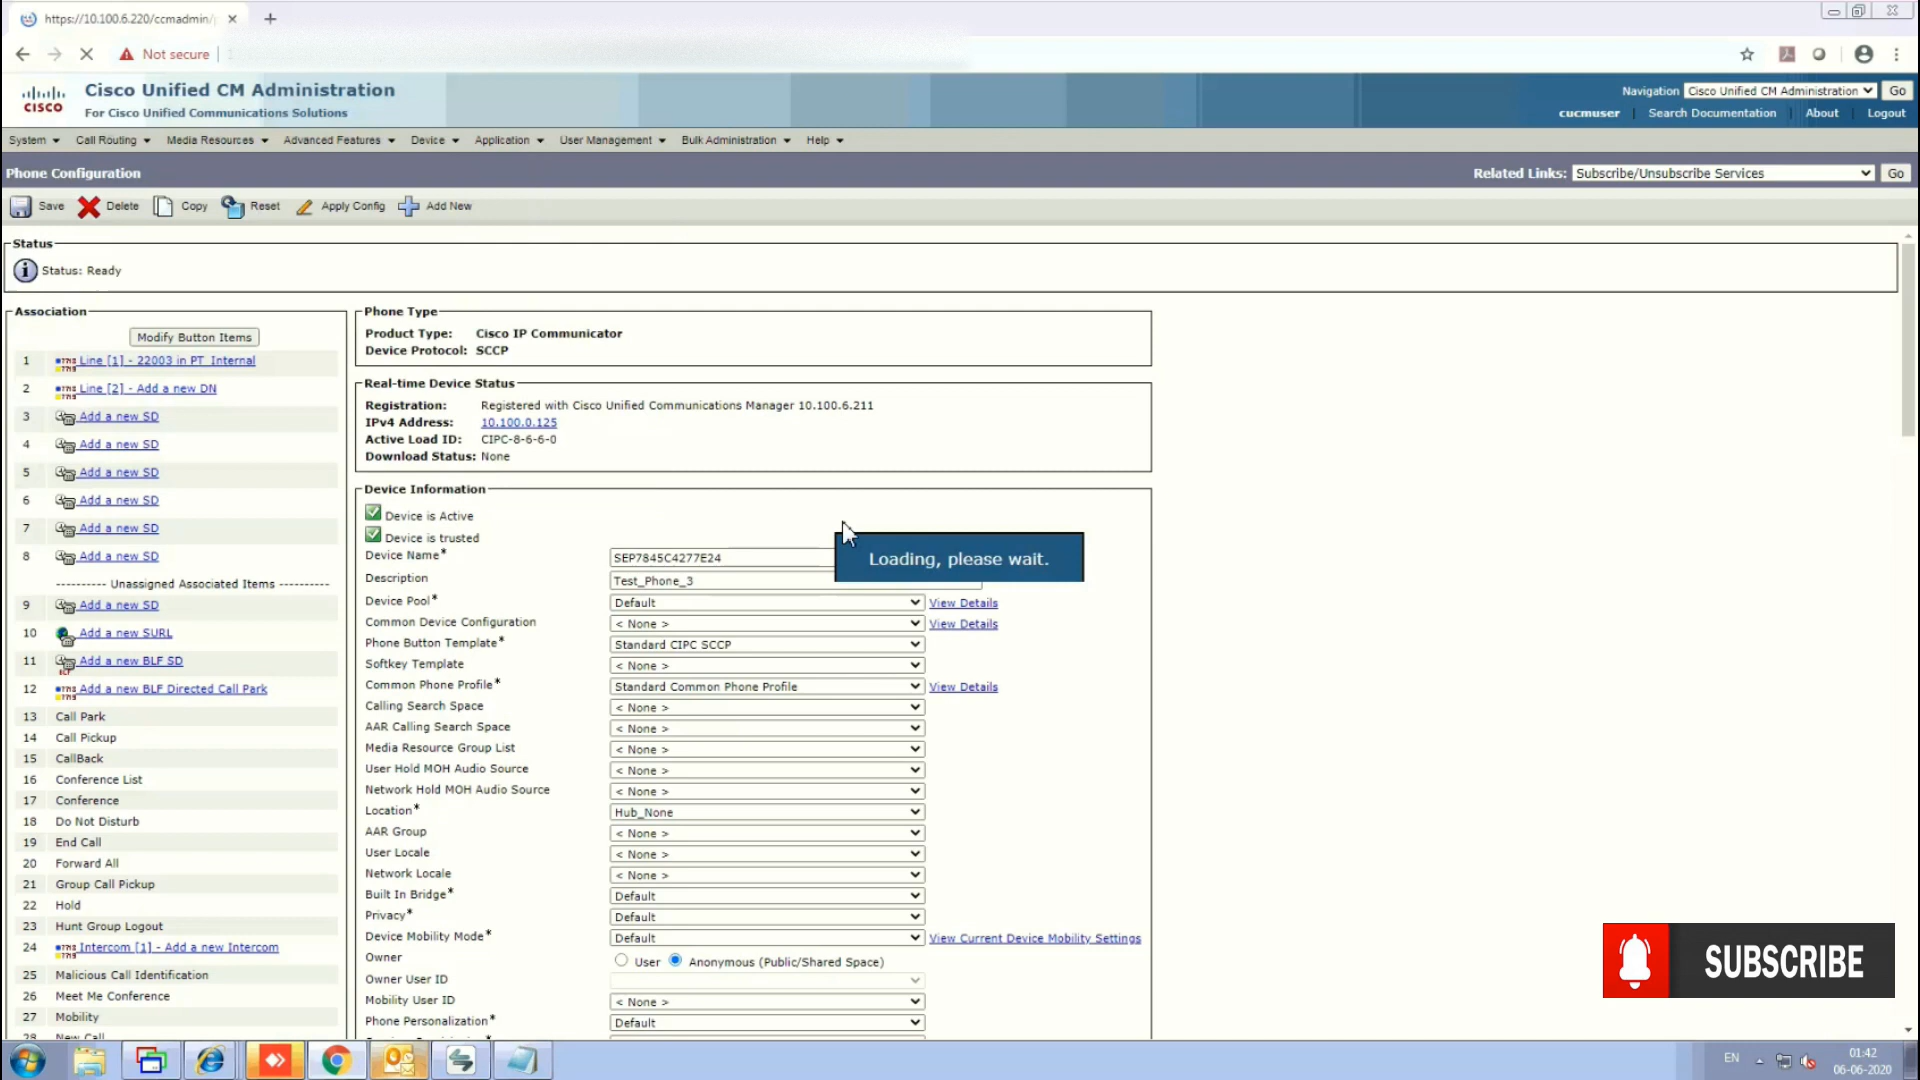 https://10.100.6.220/ccmadmin/
Not secure
CISCO
Cisco Unified CM Administration
For Cisco Unified Communications Solutions
Navigation Cisco Unified CM Administration Go
cucmuser Search Documentation About Logout
System Call Routing Media Resources Advanced Features Device Application User Management Bulk Administration Help
Phone Configuration
Related Links: Subscribe/Unsubscribe Services Go
Save Delete Copy Reset Apply Config Add New
Status
Status: Ready
Association
Modify Button Items
1 Line [1] - 22003 in PT_Internal
2 Line [2] - Add a new DN
3 Add a new SD
4 Add a new SD
5 Add a new SD
6 Add a new SD
7 Add a new SD
8 Add a new SD
---------- Unassigned Associated Items ----------
9 Add a new SD
10 Add a new SURL
11 Add a new BLF SD
12 Add a new BLF Directed Call Park
13 Call Park
14 Call Pickup
15 CallBack
16 Conference List
17 Conference
18 Do Not Disturb
19 End Call
20 Forward All
21 Group Call Pickup
22 Hold
23 Hunt Group Logout
24 Intercom [1] - Add a new Intercom
25 Malicious Call Identification
26 Meet Me Conference
27 Mobility
28 New Call
Phone Type
Product Type: Cisco IP Communicator
Device Protocol: SCCP
Real-time Device Status
Registration: Registered with Cisco Unified Communications Manager 10.100.6.211
IPv4 Address: 10.100.0.125
Active Load ID: CIPC-8-6-6-0
Download Status: None
Device Information
Device is Active
Device is trusted
Device Name* SEP7845C4277E24
Loading, please wait.
Description Test_Phone_3
Device Pool* Default View Details
Common Device Configuration < None > View Details
Phone Button Template* Standard CIPC SCCP
Softkey Template < None >
Common Phone Profile* Standard Common Phone Profile View Details
Calling Search Space < None >
AAR Calling Search Space < None >
Media Resource Group List < None >
User Hold MOH Audio Source < None >
Network Hold MOH Audio Source < None >
Location* Hub_None
AAR Group < None >
User Locale < None >
Network Locale < None >
Built In Bridge* Default
Privacy* Default
Device Mobility Mode* Default View Current Device Mobility Settings
Owner User Anonymous (Public/Shared Space)
Owner User ID
Mobility User ID < None >
Phone Personalization* Default
SUBSCRIBE
EN
01:42
06-06-2020